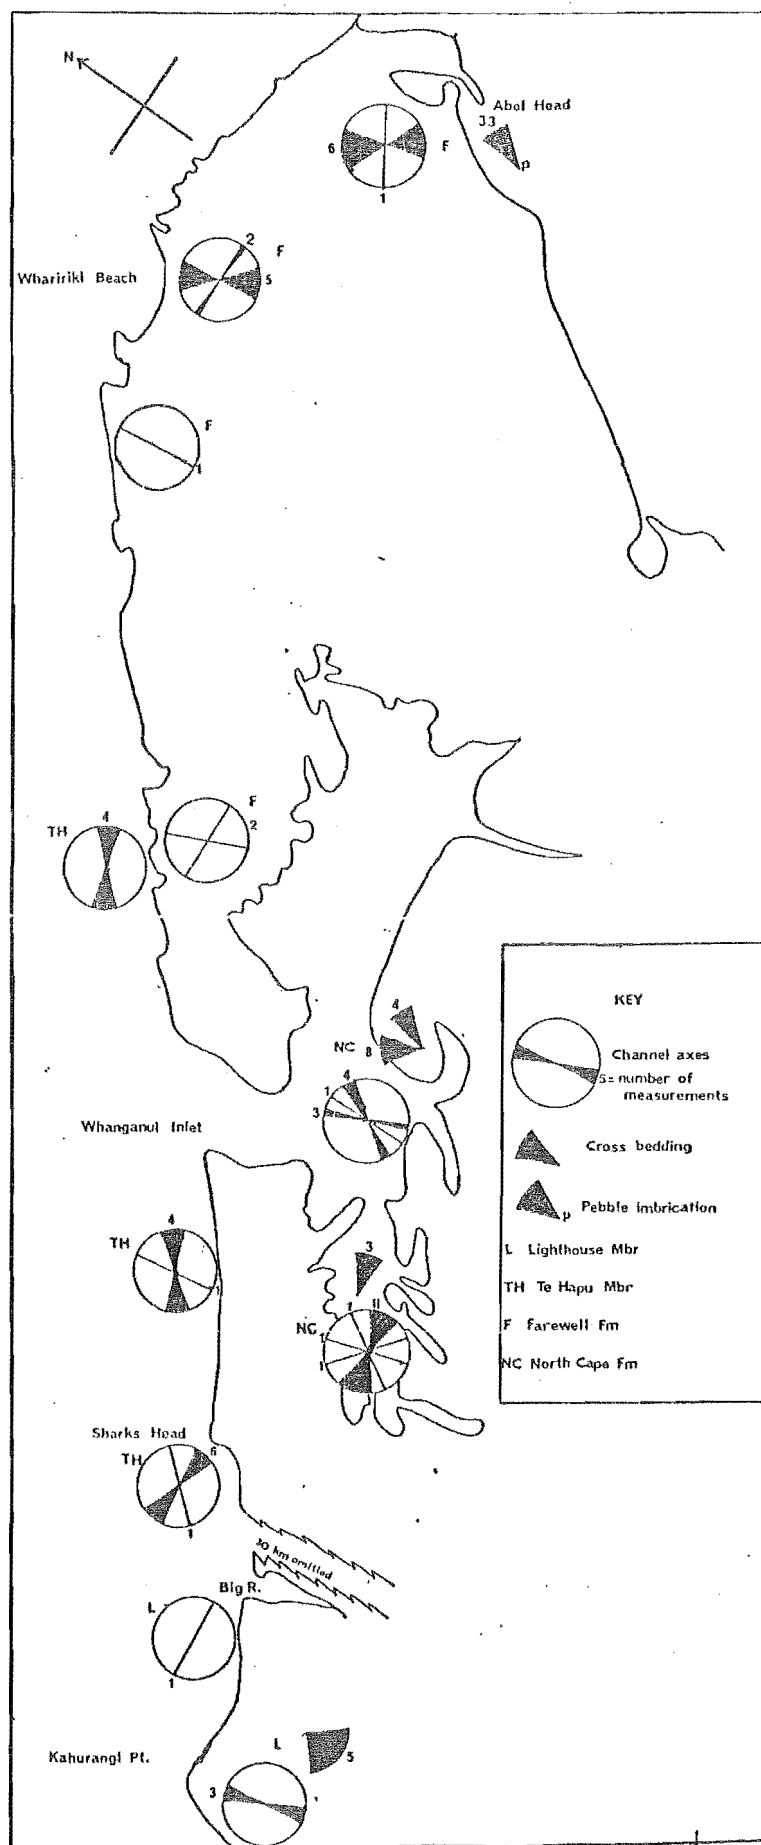 N
Abel Head
33
6
F
P
1
2
F
Wharirikl Beach
5
F
1
4
TH
F
2
KEY
4
NC 8
Channel axes
5= number of
measurements
4
1
3
Whanganui Inlet
Cross bedding
Pebble imbrication
P
4
TH
1
3
L Lighthouse Mbr
TH Te Hapu Mbr
F Farewell Fm
NC North Cape Fm
1 11
NC
1
1
Sharks Head
TH
6
1
30 km omitted
Big R.
L
1
L
Kahurangi Pt.
5
3